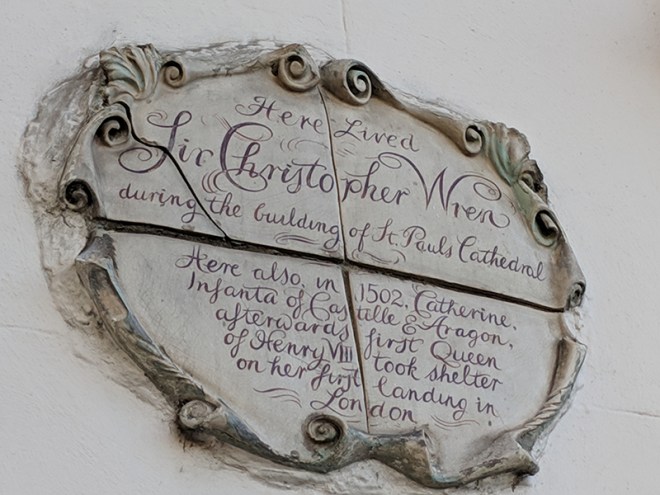 Here Lived
Sir Christopher Wren
during the building of St. Pauls Cathedral
Here also, in 1502, Catherine,
Infanta of Castille & Aragon,
afterwards first Queen
of Henry VIII took shelter
on her first landing in
London